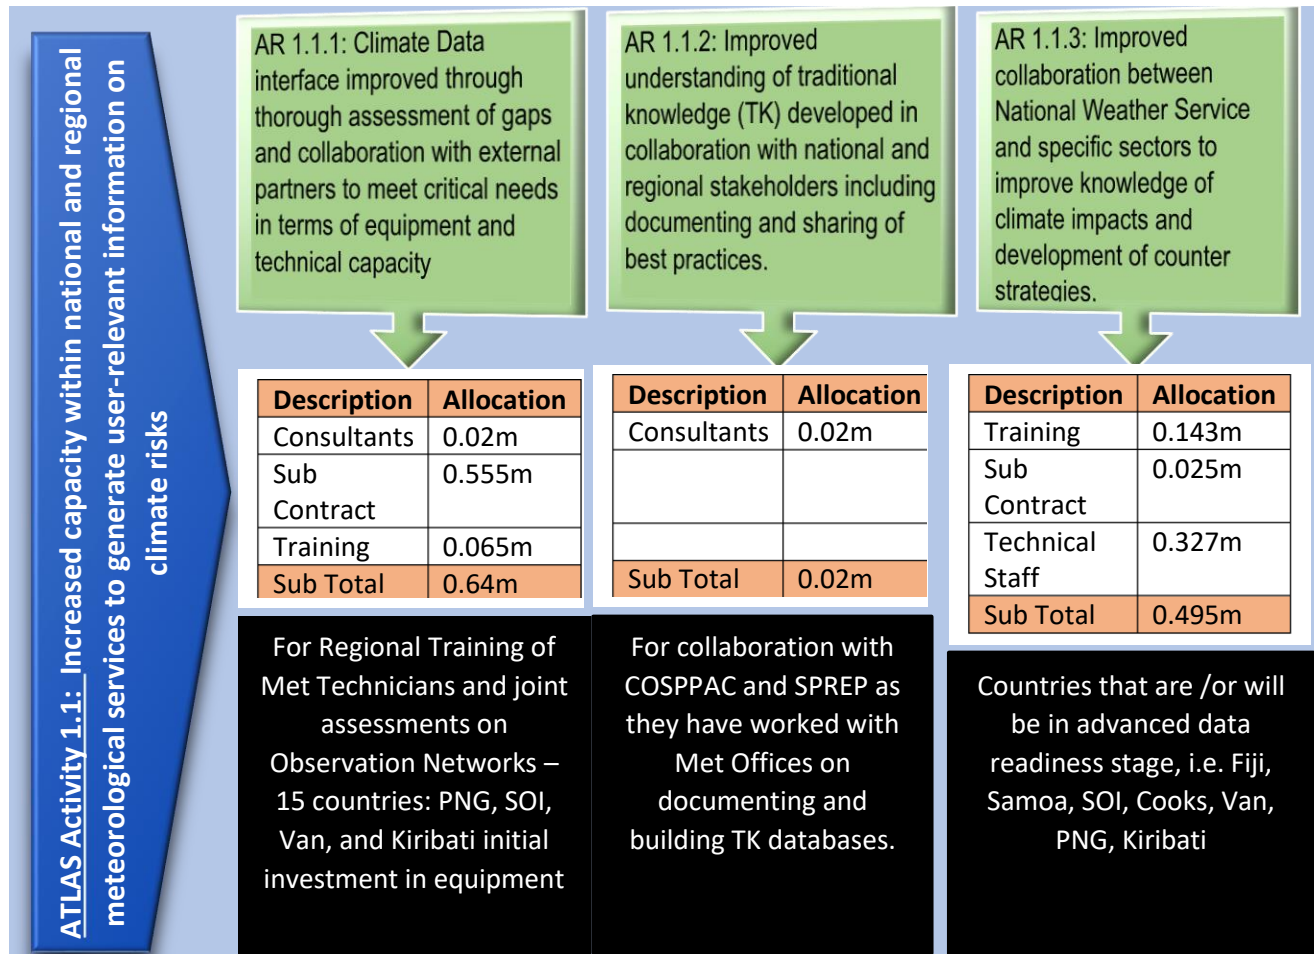 ATLAS Activity 1.1: Increased capacity within national and regional
meteorological services to generate user-relevant information on
climate risks
AR 1.1.1: Climate Data
interface improved through
thorough assessment of gaps
and collaboration with external
partners to meet critical needs
in terms of equipment and
technical capacity
Description Allocation
Consultants 0.02m
Sub 0.555m
Contract
Training 0.065m
Sub Total 0.64m
For Regional Training of
Met Technicians and joint
assessments on
Observation Networks –
15 countries: PNG, SOI,
Van, and Kiribati initial
investment in equipment
AR 1.1.2: Improved
understanding of traditional
knowledge (TK) developed in
collaboration with national and
regional stakeholders including
documenting and sharing of
best practices.
Description Allocation
Consultants 0.02m
Sub Total 0.02m
For collaboration with
COSPPAC and SPREP as
they have worked with
Met Offices on
documenting and
building TK databases.
AR 1.1.3: Improved
collaboration between
National Weather Service
and specific sectors to
improve knowledge of
climate impacts and
development of counter
strategies.
Description Allocation
Training 0.143m
Sub 0.025m
Contract
Technical 0.327m
Staff
Sub Total 0.495m
Countries that are /or will
be in advanced data
readiness stage, i.e. Fiji,
Samoa, SOI, Cooks, Van,
PNG, Kiribati